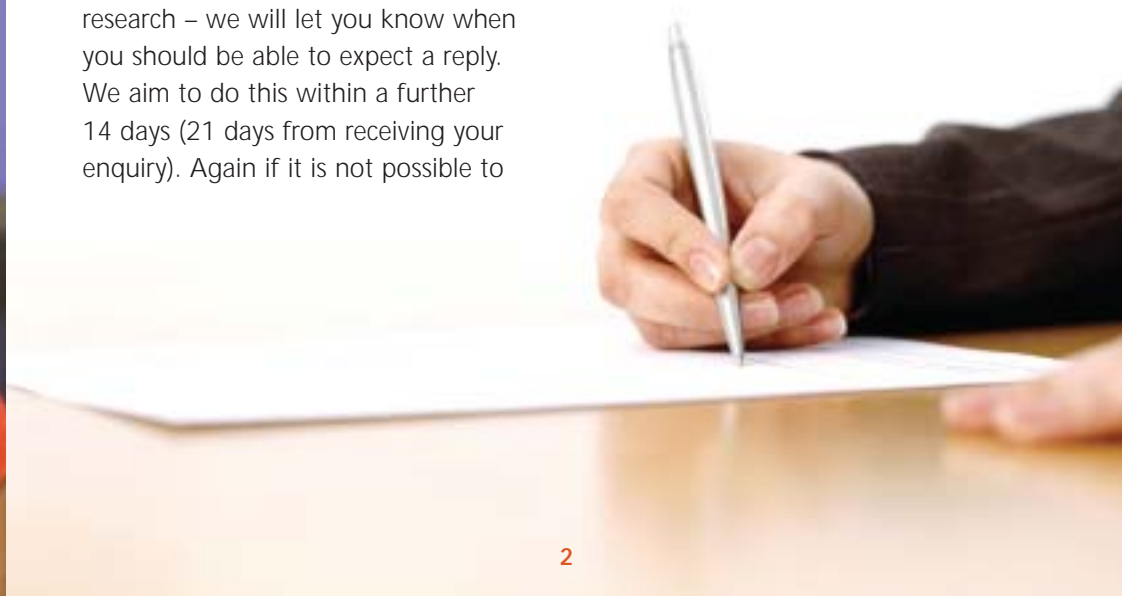 research – we will let you know when
you should be able to expect a reply.
We aim to do this within a further
14 days (21 days from receiving your
enquiry). Again if it is not possible to
2